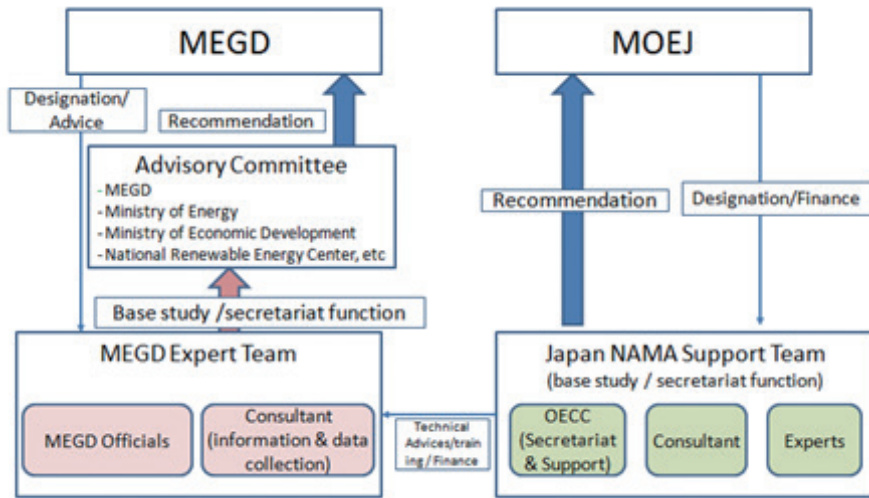 MEGD
MOEJ
Designation/
Advice
Recommendation
Advisory Committee
- MEGD
-Ministry of Energy
-Ministry of Economic Development
-National Renewable Energy Center, etc
Recommendation
Designation/Finance
Base study /secretariat function
MEGD Expert Team
MEGD Officials
Consultant
(information & data
collection)
Technical
Advices/train
ing / Finance
Japan NAMA Support Team
(base study / secretariat function)
OECC
(Secretariat
& Support)
Consultant
Experts